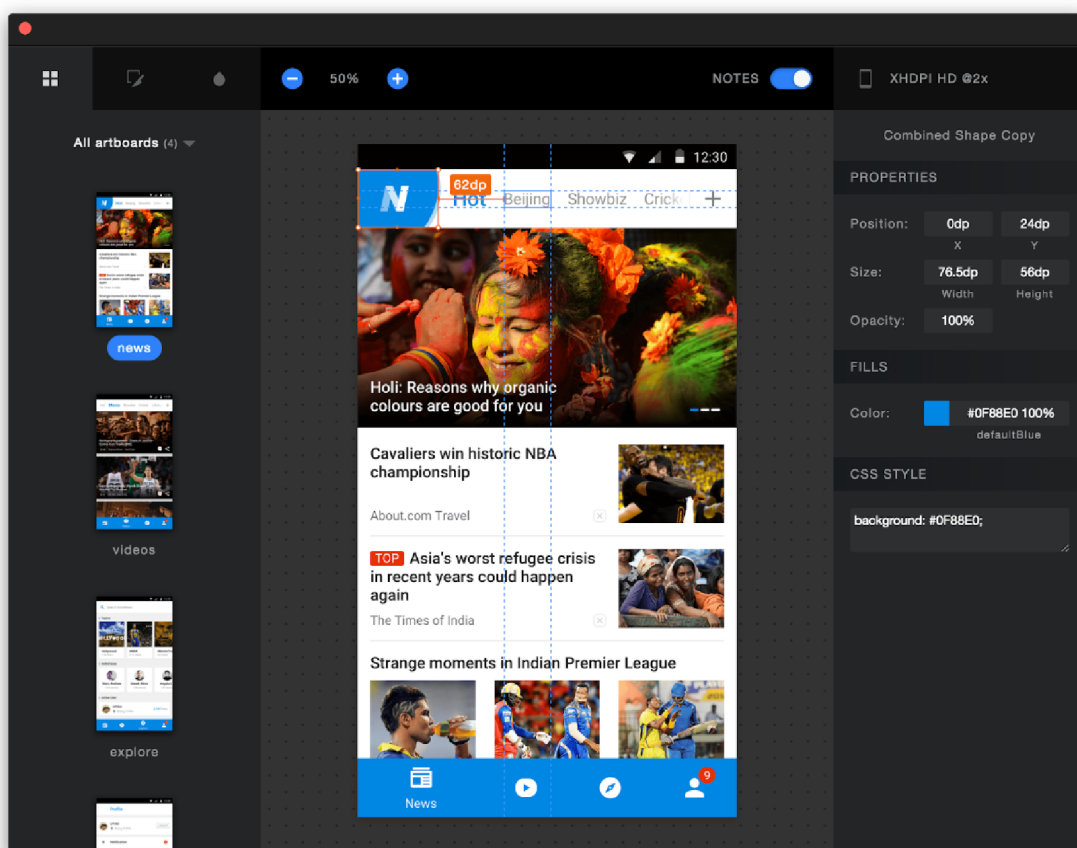 50%
NOTES
XHDPI HD @2x
All artboards (4)
news
videos
explore
12:30
N
62dp
Hot Beijing Showbiz Crick
Holi: Reasons why organic
colours are good for you
Cavaliers win historic NBA
championship
About.com Travel
TOP Asia's worst refugee crisis
in recent years could happen
again
The Times of India
Strange moments in Indian Premier League
News
9
Combined Shape Copy
PROPERTIES
Position: 0dp 24dp
X Y
Size: 76.5dp 56dp
Width Height
Opacity: 100%
FILLS
Color: #0F88E0 100%
defaultBlue
CSS STYLE
background: #0F88E0;